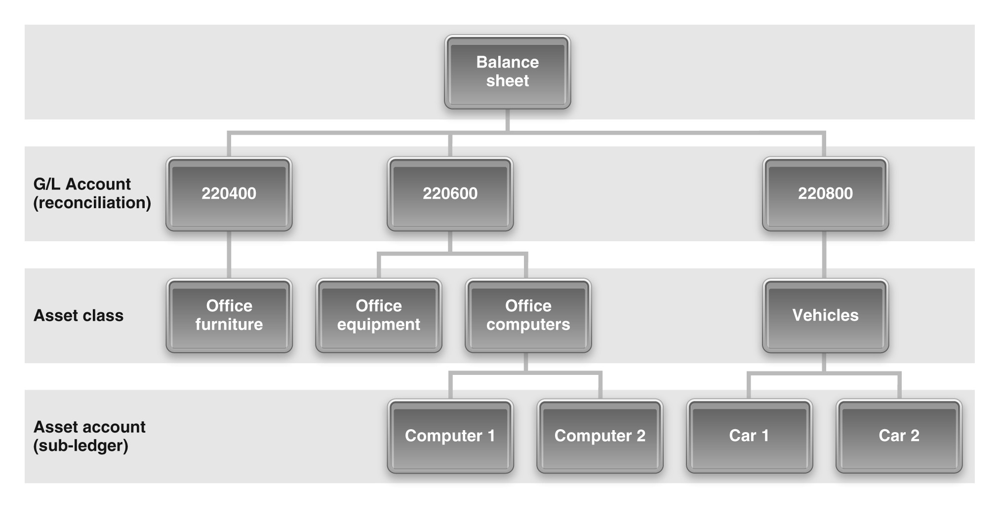 Balance
sheet
G/L Account
(reconciliation)
220400
220600
220800
Asset class
Office
furniture
Office
equipment
Office
computers
Vehicles
Asset account
(sub-ledger)
Computer 1
Computer 2
Car 1
Car 2